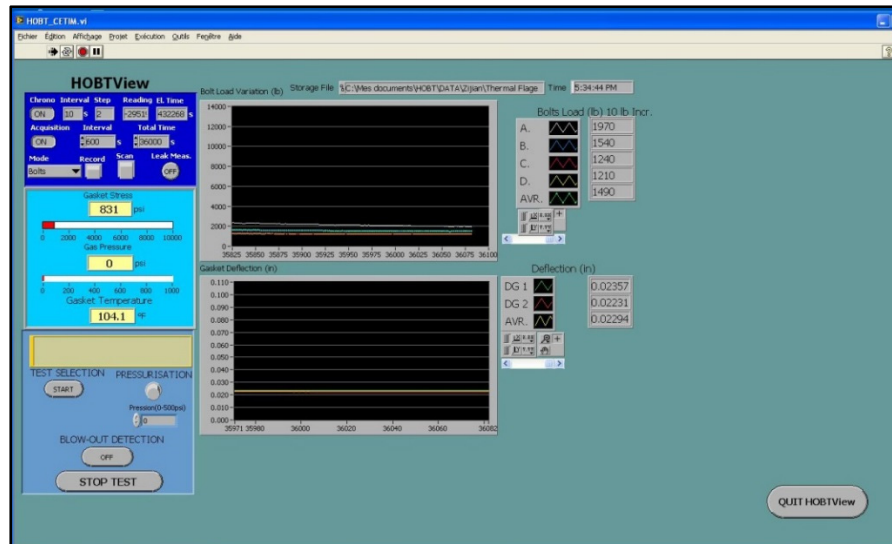 HOBT_CETIM.vi
Fichier Édition Affichage Projet Exécution Outils Fenêtre Aide
HOBTView
Chrono Interval Step Reading El. Time
ON 10 s 2 -2951 432268 s
Acquisition Interval Total Time
ON 600 s 36000 s
Mode Record Scan Leak Meas.
Bolts OFF
Gasket Stress
831 psi
0 2000 4000 6000 8000 10000
Gas Pressure
0 psi
0 200 400 600 800 1000
Gasket Temperature
104.1 °F
TEST SELECTION PRESSURISATION
START
Pression(0-500psi)
0
BLOW-OUT DETECTION
OFF
STOP TEST
Bolt Load Variation (lb) Storage File C:\Mes documents\HOBT\DATA\Zijian\Thermal Flage Time 5:34:44 PM
14000
12000
10000
8000
6000
4000
2000
0
35825 35850 35875 35900 35925 35950 35975 36000 36025 36050 36075 36100
Bolts Load (lb) 10 lb Incr.
A. 1970
B. 1540
C. 1240
D. 1210
AVR. 1490
Gasket Deflection (in)
0.110
0.100
0.090
0.080
0.070
0.060
0.050
0.040
0.030
0.020
0.010
0.000
35971 35980 36000 36020 36040 36060 36082
Deflection (in)
DG 1 0.02357
DG 2 0.02231
AVR. 0.02294
QUIT HOBTView